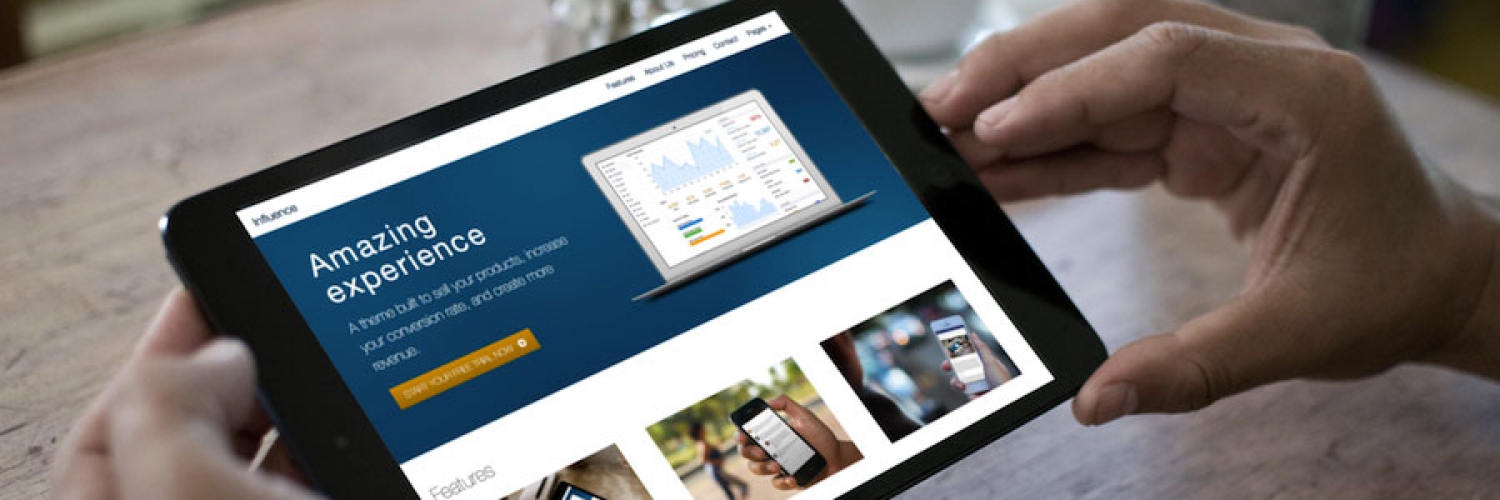 Influence
Features About Us Pricing Contact Pages
Amazing
experience
A theme built to sell your products, increase
your conversion rate, and create more
revenue.
START YOUR FREE TRIAL NOW
Features